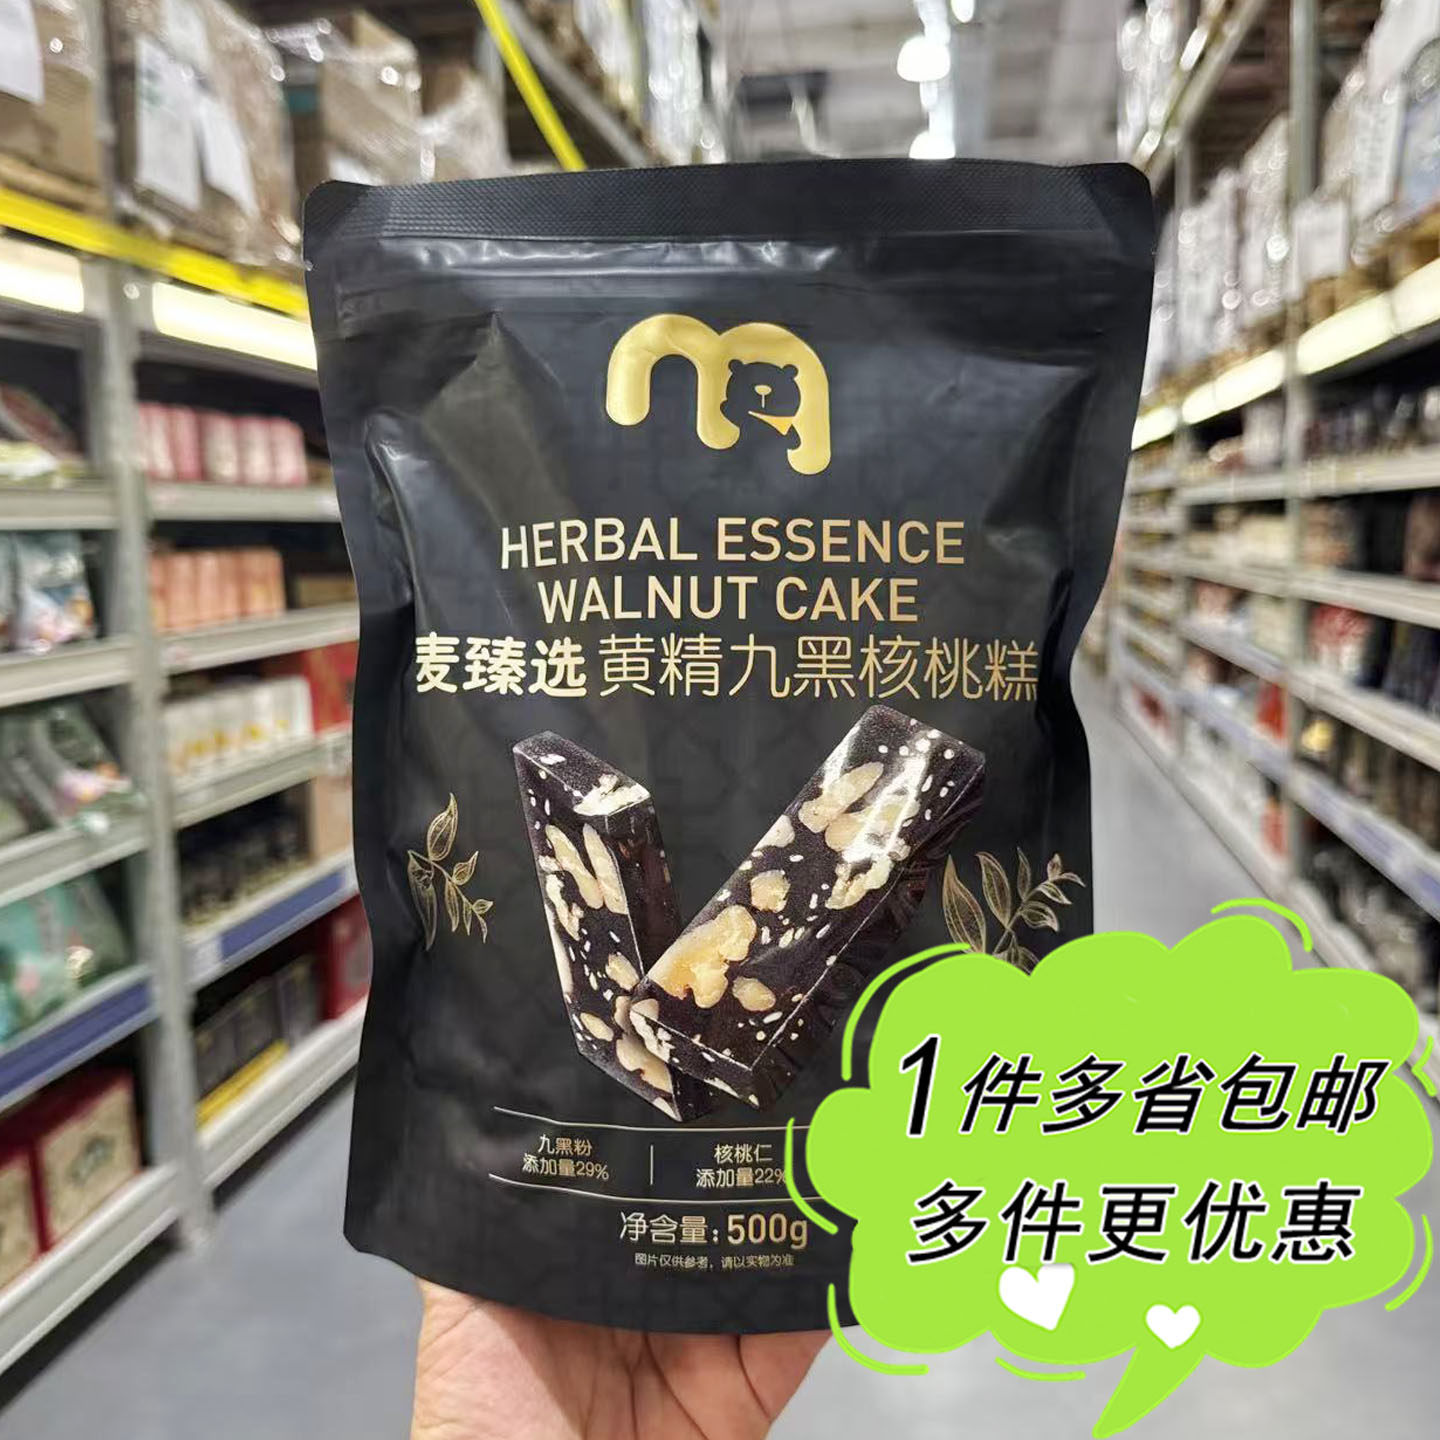 HERBAL ESSENCE
WALNUT CAKE
麦臻选 黄精九黑核桃糕
九黑粉
添加量29%
核桃仁
添加量22%
净含量:500g
图片仅供参考，请以实物为准
1件多省包邮
多件更优惠